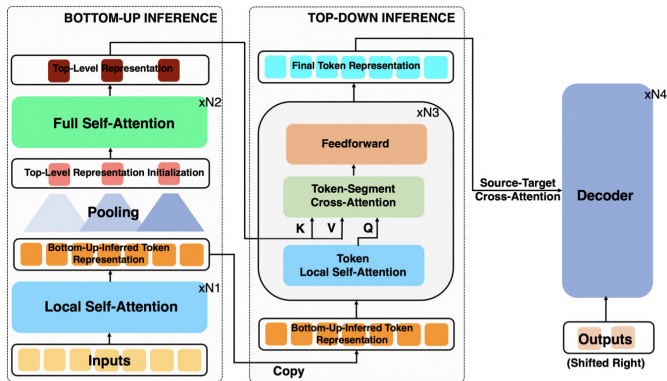 BOTTOM-UP INFERENCE
Top-Level Representation
xN2
Full Self-Attention
Top-Level Representation Initialization
Pooling
Bottom-Up-Inferred Token
Representation
xN1
Local Self-Attention
Inputs
TOP-DOWN INFERENCE
Final Token Representation
xN3
Feedforward
Token-Segment
Cross-Attention
K
V
Q
Token
Local Self-Attention
Bottom-Up-Inferred Token
Representation
Copy
Source-Target
Cross-Attention
xN4
Decoder
Outputs
(Shifted Right)